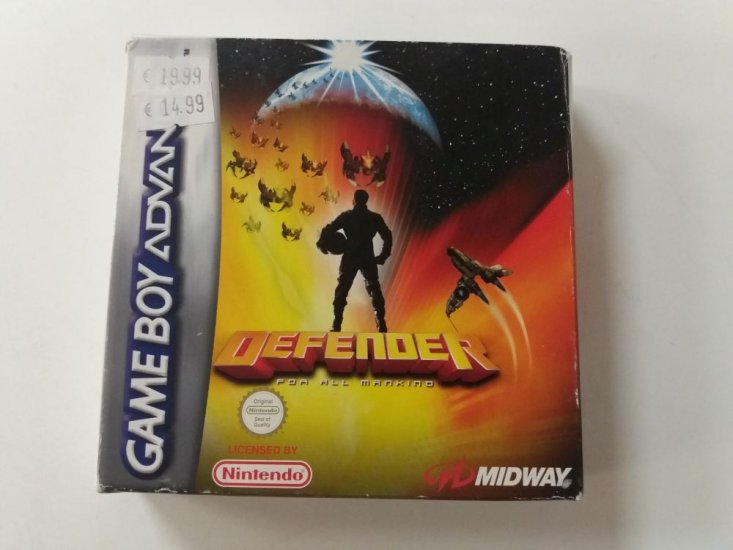 € 19.99
€ 14.99
GAME BOY ADVAN
DEFENDER
FOR ALL MANKIND
Original
Nintendo
Seal of
Quality
LICENSED BY
Nintendo
MIDWAY